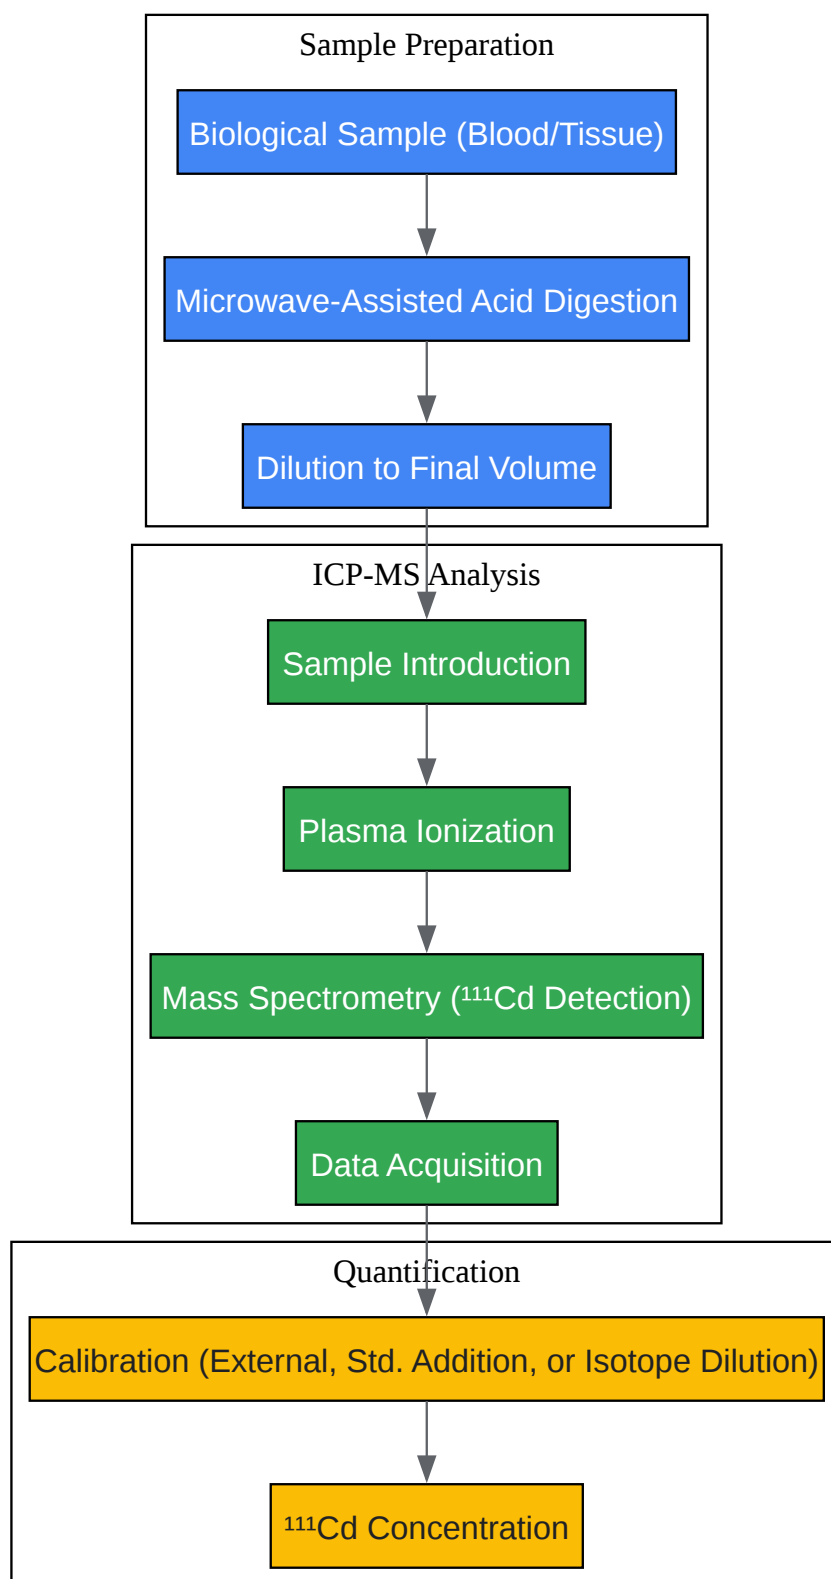 Sample Preparation
Biological Sample (Blood/Tissue)
Microwave-Assisted Acid Digestion
Dilution to Final Volume
ICP-MS Analysis
Sample Introduction
Plasma Ionization
Mass Spectrometry (¹¹¹Cd Detection)
Data Acquisition
Quantification
Calibration (External, Std. Addition, or Isotope Dilution)
¹¹¹Cd Concentration